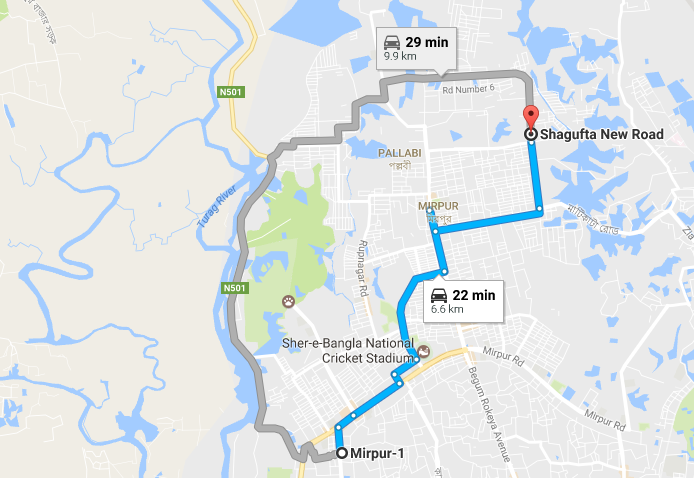 29 min
9.9 km
N501
Rd Number 6
Shagufta New Road
PALLABI
পল্লবী
Turag River
MIRPUR
মিরপুর
Rupnagar Rd
N501
22 min
6.6 km
Sher-e-Bangla National
Cricket Stadium
Mirpur Rd
Begum Rokeya Avenue
Mirpur Rd
Mirpur-1